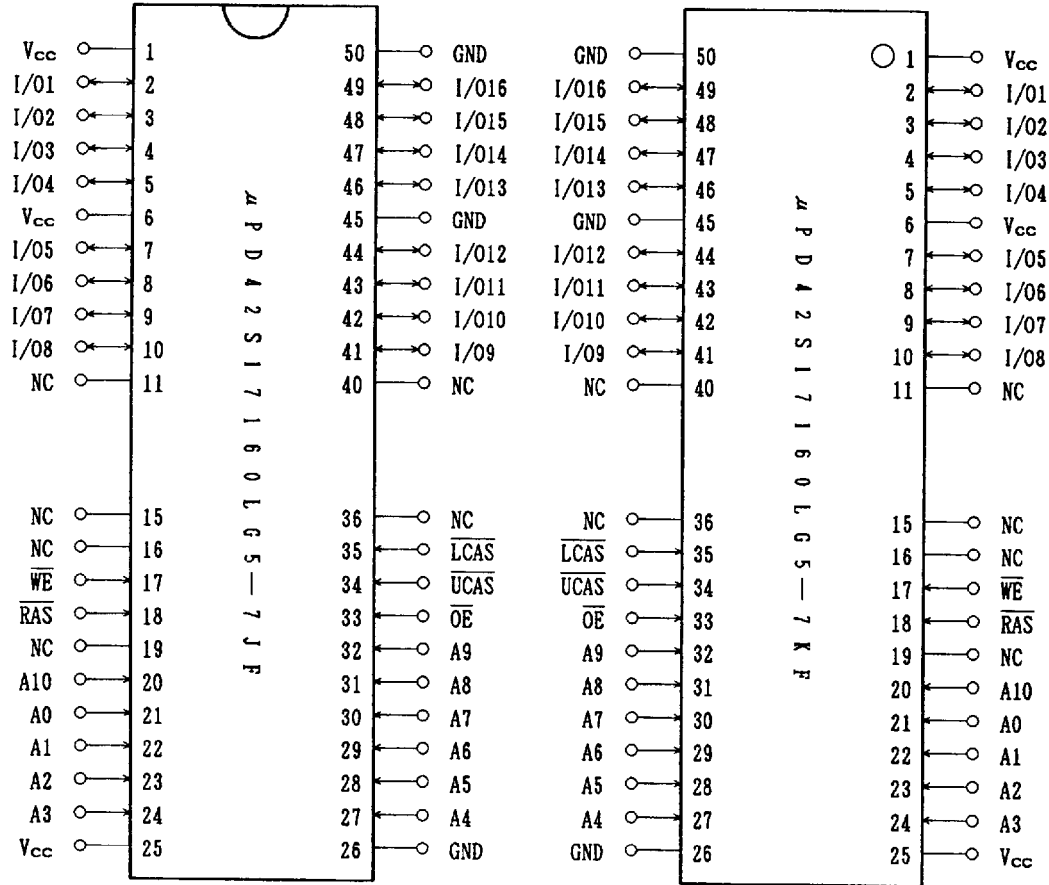 Vcc 1 50 GND GND 50 1 Vcc
I/O1 2 49 I/O16 I/O16 49 2 I/O1
I/O2 3 48 I/O15 I/O15 48 3 I/O2
I/O3 4 47 I/O14 I/O14 47 4 I/O3
I/O4 5 46 I/O13 I/O13 46 5 I/O4
Vcc 6 45 GND GND 45 6 Vcc
I/O5 7 44 I/O12 I/O12 44 7 I/O5
I/O6 8 43 I/O11 I/O11 43 8 I/O6
I/O7 9 42 I/O10 I/O10 42 9 I/O7
I/O8 10 41 I/O9 I/O9 41 10 I/O8
NC 11 40 NC NC 40 11 NC
NC 15 36 NC NC 36 15 NC
NC 16 35 LCAS LCAS 35 16 NC
WE 17 34 UCAS UCAS 34 17 WE
RAS 18 33 OE OE 33 18 RAS
NC 19 32 A9 A9 32 19 NC
A10 20 31 A8 A8 31 20 A10
A0 21 30 A7 A7 30 21 A0
A1 22 29 A6 A6 29 22 A1
A2 23 28 A5 A5 28 23 A2
A3 24 27 A4 A4 27 24 A3
Vcc 25 26 GND GND 26 25 Vcc
μPD42S17160LG5-7JF
μPD42S17160LG5-7KF